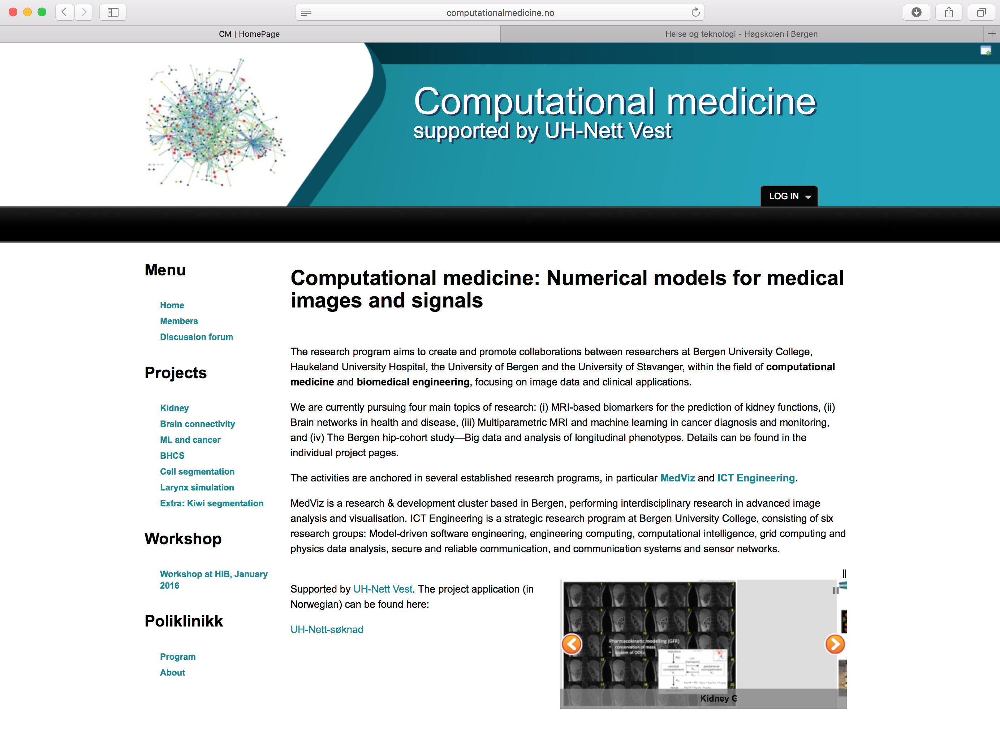 computationalmedicine.no
CM | HomePage
Helse og teknologi - Høgskolen i Bergen
Computational medicine
supported by UH-Nett Vest
LOG IN
Menu
Home
Members
Discussion forum
Projects
Kidney
Brain connectivity
ML and cancer
BHCS
Cell segmentation
Larynx simulation
Extra: Kiwi segmentation
Workshop
Workshop at HiB, January
2016
Poliklinikk
Program
About
Computational medicine: Numerical models for medical
images and signals
The research program aims to create and promote collaborations between researchers at Bergen University College,
Haukeland University Hospital, the University of Bergen and the University of Stavanger, within the field of computational
medicine and biomedical engineering, focusing on image data and clinical applications.
We are currently pursuing four main topics of research: (i) MRI-based biomarkers for the prediction of kidney functions, (ii)
Brain networks in health and disease, (iii) Multiparametric MRI and machine learning in cancer diagnosis and monitoring,
and (iv) The Bergen hip-cohort study—Big data and analysis of longitudinal phenotypes. Details can be found in the
individual project pages.
The activities are anchored in several established research programs, in particular MedViz and ICT Engineering.
MedViz is a research & development cluster based in Bergen, performing interdisciplinary research in advanced image
analysis and visualisation. ICT Engineering is a strategic research program at Bergen University College, consisting of six
research groups: Model-driven software engineering, engineering computing, computational intelligence, grid computing and
physics data analysis, secure and reliable communication, and communication systems and sensor networks.
||
Supported by UH-Nett Vest. The project application (in
Norwegian) can be found here:
UH-Nett-søknad
Pharmacokinetic modelling (GFR)
• conservation of mass
• system of ODEs
injection
transport
central
compartment
peripheral
compartment
Kidney G